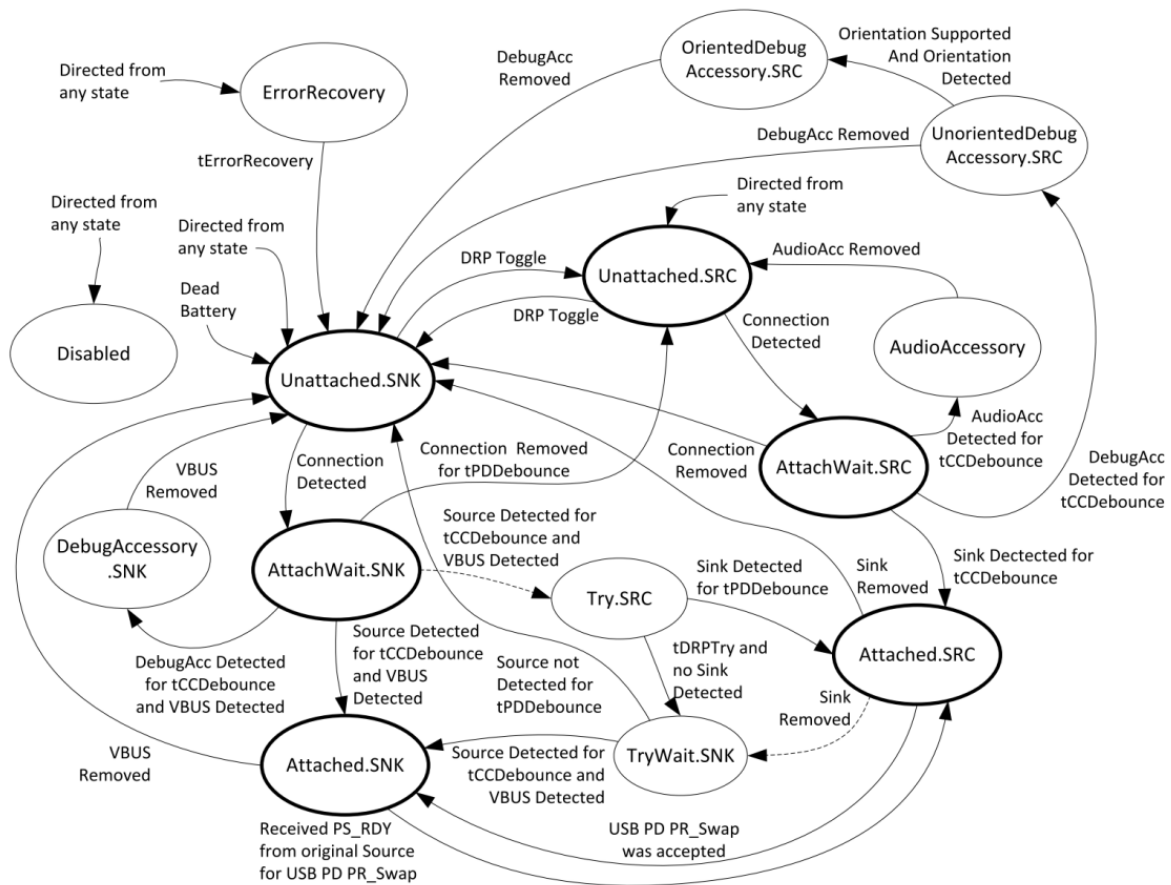 Directed from
any state
ErrorRecovery
tErrorRecovery
DebugAcc
Removed
OrientedDebug
Accessory.SRC
Orientation Supported
And Orientation
Detected
DebugAcc Removed
UnorientedDebug
Accessory.SRC
Directed from
any state
Disabled
Directed from
any state
Dead
Battery
DRP Toggle
DRP Toggle
Directed from
any state
Unattached.SRC
AudioAcc Removed
Connection
Detected
AudioAccessory
Unattached.SNK
AudioAcc
Detected for
tCCDebounce
DebugAcc
Detected for
tCCDebounce
AttachWait.SRC
Connection
Removed
VBUS
Removed
Connection
Detected
Connection  Removed
for tPDDebounce
DebugAccessory
.SNK
AttachWait.SNK
Source Detected for
tCCDebounce and
VBUS Detected
Try.SRC
Sink Detected
for tPDDebounce
Sink
Removed
Sink Dectected for
tCCDebounce
DebugAcc Detected
for tCCDebounce
and VBUS Detected
Source Detected
for tCCDebounce
and VBUS
Detected
Source not
Detected for
tPDDebounce
tDRPTry and
no Sink
Detected
Attached.SRC
Sink
Removed
VBUS
Removed
Attached.SNK
Source Detected for
tCCDebounce and
VBUS Detected
TryWait.SNK
Received PS_RDY
from original Source
for USB PD PR_Swap
USB PD PR_Swap
was accepted